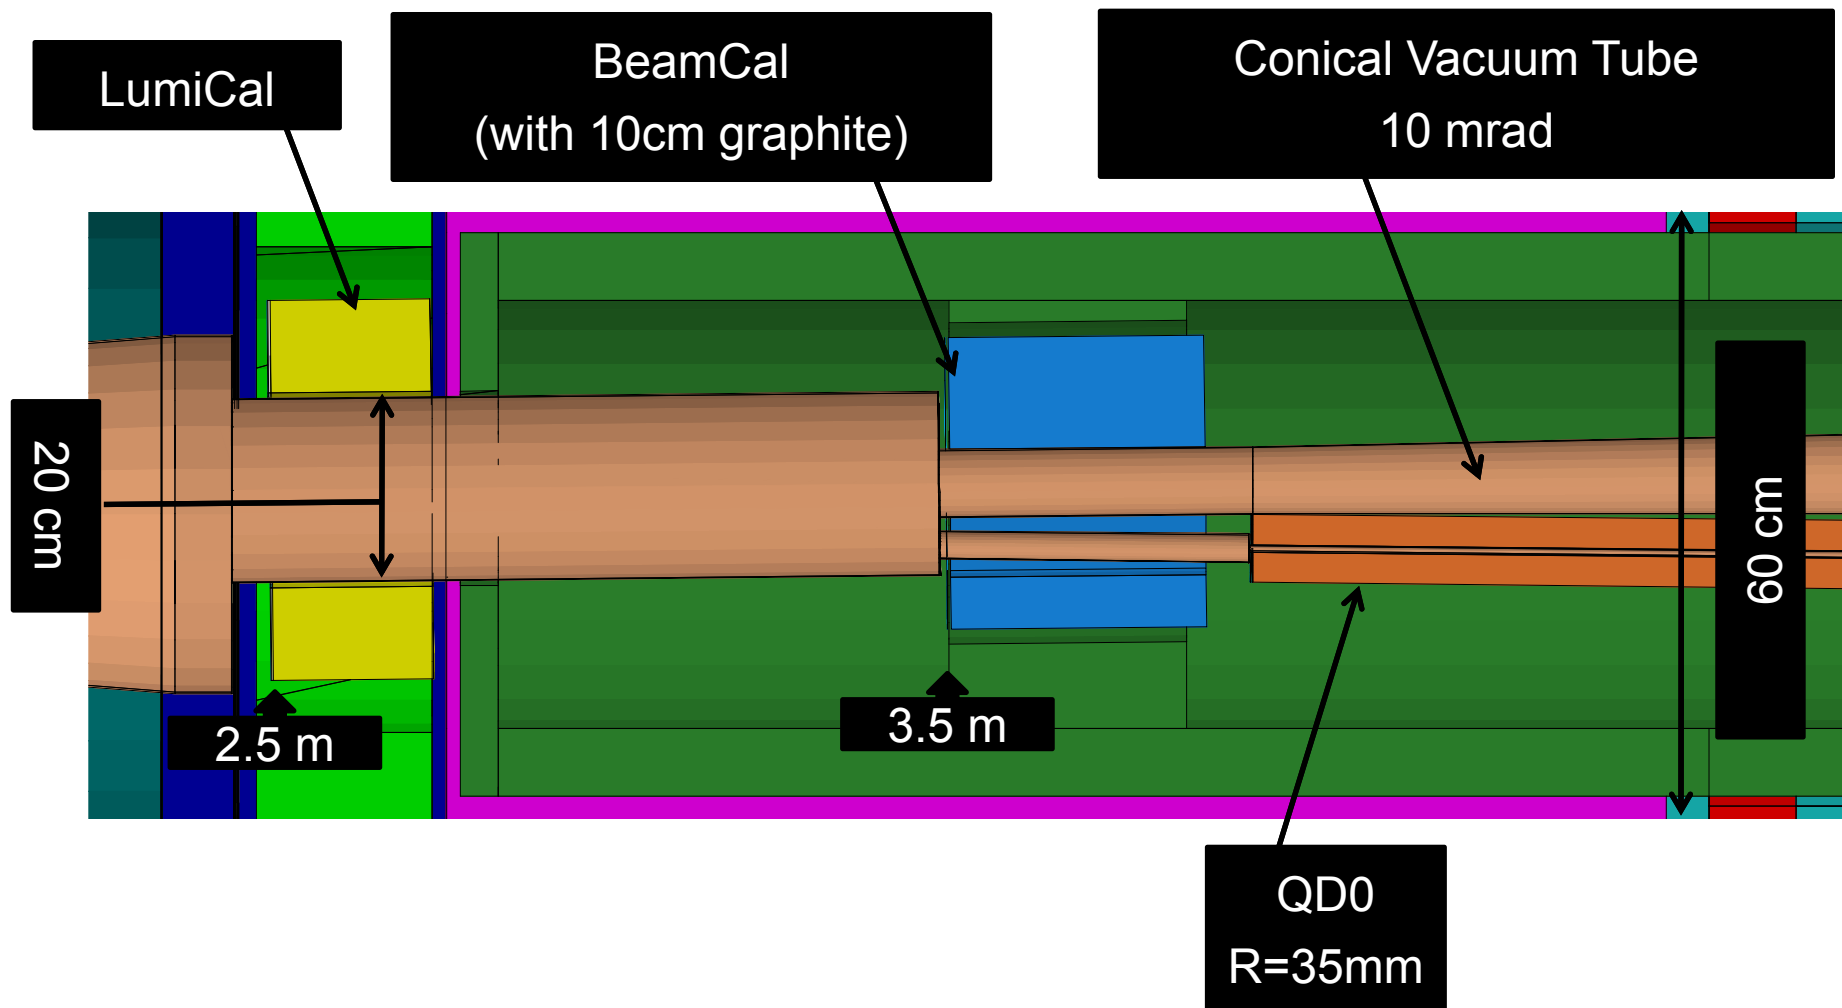 LumiCal
BeamCal
(with 10cm graphite)
Conical Vacuum Tube
10 mrad
20 cm
60 cm
2.5 m
3.5 m
QD0
R=35mm